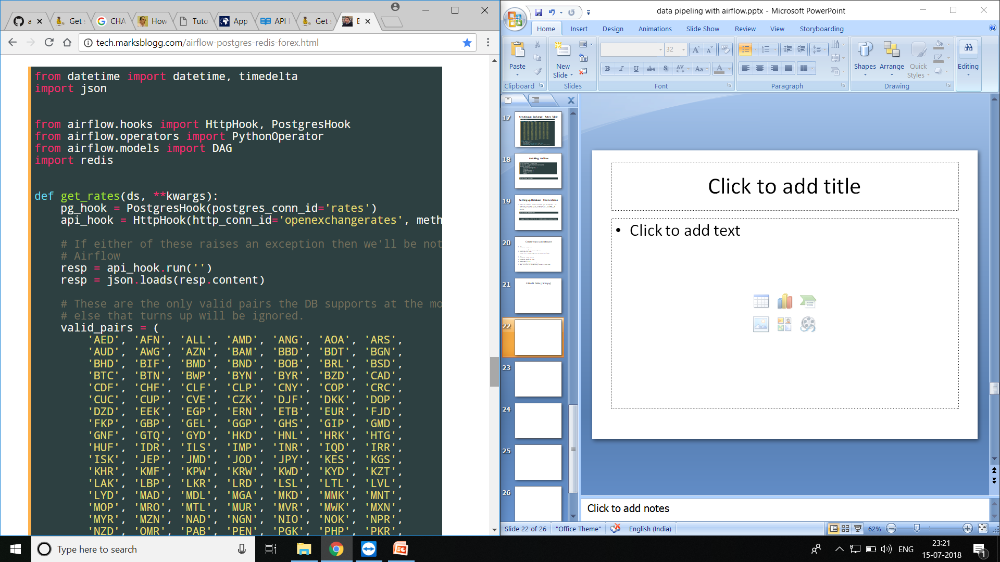 a
Get
CHA
How
Tuto
App
API
Get
E
tech.marksblogg.com/airflow-postgres-redis-forex.html
from datetime import datetime, timedelta
import json
from airflow.hooks import HttpHook, PostgresHook
from airflow.operators import PythonOperator
from airflow.models import DAG
import redis
def get_rates(ds, **kwargs):
pg_hook = PostgresHook(postgres_conn_id='rates')
api_hook = HttpHook(http_conn_id='openexchangerates', meth
# If either of these raises an exception then we'll be not
# Airflow
resp = api_hook.run('')
resp = json.loads(resp.content)
# These are the only valid pairs the DB supports at the mo
# else that turns up will be ignored.
valid_pairs = (
'AED', 'AFN', 'ALL', 'AMD', 'ANG', 'AOA', 'ARS',
'AUD', 'AWG', 'AZN', 'BAM', 'BBD', 'BDT', 'BGN',
'BHD', 'BIF', 'BMD', 'BND', 'BOB', 'BRL', 'BSD',
'BTC', 'BTN', 'BWP', 'BYN', 'BYR', 'BZD', 'CAD',
'CDF', 'CHF', 'CLF', 'CLP', 'CNY', 'COP', 'CRC',
'CUC', 'CUP', 'CVE', 'CZK', 'DJF', 'DKK', 'DOP',
'DZD', 'EEK', 'EGP', 'ERN', 'ETB', 'EUR', 'FJD',
'FKP', 'GBP', 'GEL', 'GGP', 'GHS', 'GIP', 'GMD',
'GNF', 'GTQ', 'GYD', 'HKD', 'HNL', 'HRK', 'HTG',
'HUF', 'IDR', 'ILS', 'IMP', 'INR', 'IQD', 'IRR',
'ISK', 'JEP', 'JMD', 'JOD', 'JPY', 'KES', 'KGS',
'KHR', 'KMF', 'KPW', 'KRW', 'KWD', 'KYD', 'KZT',
'LAK', 'LBP', 'LKR', 'LRD', 'LSL', 'LTL', 'LVL',
'LYD', 'MAD', 'MDL', 'MGA', 'MKD', 'MMK', 'MNT',
'MOP', 'MRO', 'MTL', 'MUR', 'MVR', 'MWK', 'MXN',
'MYR', 'MZN', 'NAD', 'NGN', 'NIO', 'NOK', 'NPR',
'NZD', 'OMR', 'PAB', 'PEN', 'PGK', 'PHP', 'PKR',
data pipeling with airflow.pptx - Microsoft PowerPoint
Home Insert Design Animations Slide Show Review View Storyboarding
Paste
Clipboard
New Slide
Slides
32
B I U abc S AV Aa A
Font
Paragraph
Shapes Arrange Quick Styles
Drawing
Editing
17
Creating an Exchange Rates Table
18
Installing Airflow
19
Setting up Database Connections
20
Create two connections
21
CREATE DAG (rates.py)
22
23
24
25
26
Click to add title
• Click to add text
Click to add notes
Slide 22 of 26 "Office Theme" English (India) 62%
Type here to search
ENG
23:21
15-07-2018
1